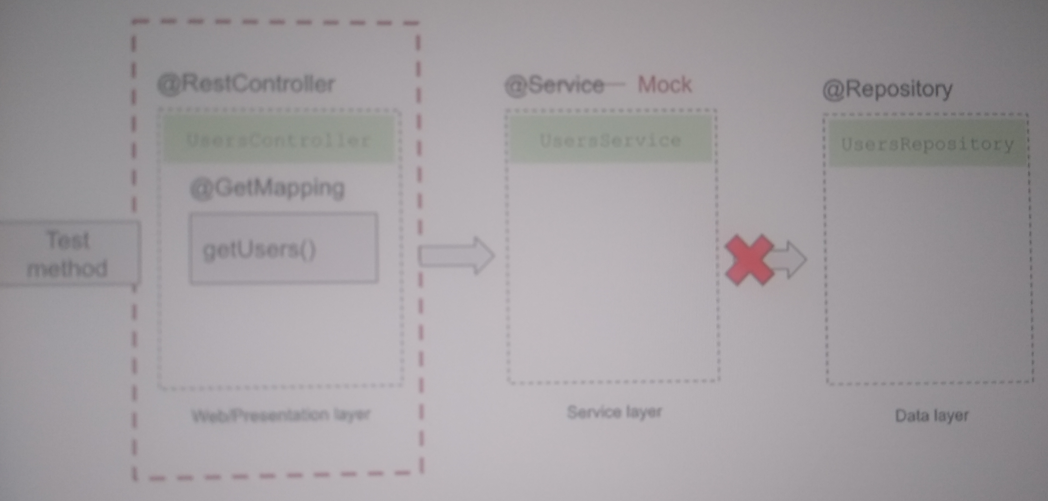 @RestController
UsersController
@GetMapping
getUsers()
Test
method
Web/Presentation layer
@Service
Mock
UsersService
Service layer
@Repository
UsersRepository
Data layer